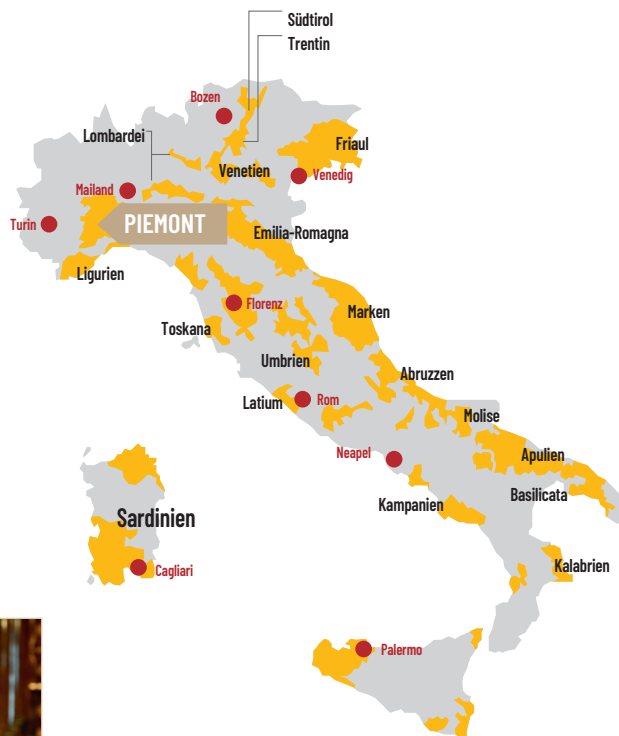 Südtirol
Trentin
Bozen
Lombardei
Friaul
Venetien
Venedig
Mailand
Turin
PIEMONT
Emilia-Romagna
Ligurien
Florenz
Marken
Toskana
Umbrien
Abruzzen
Latium
Rom
Molise
Neapel
Apulien
Basilicata
Kampanien
Sardinien
Kalabrien
Cagliari
Palermo